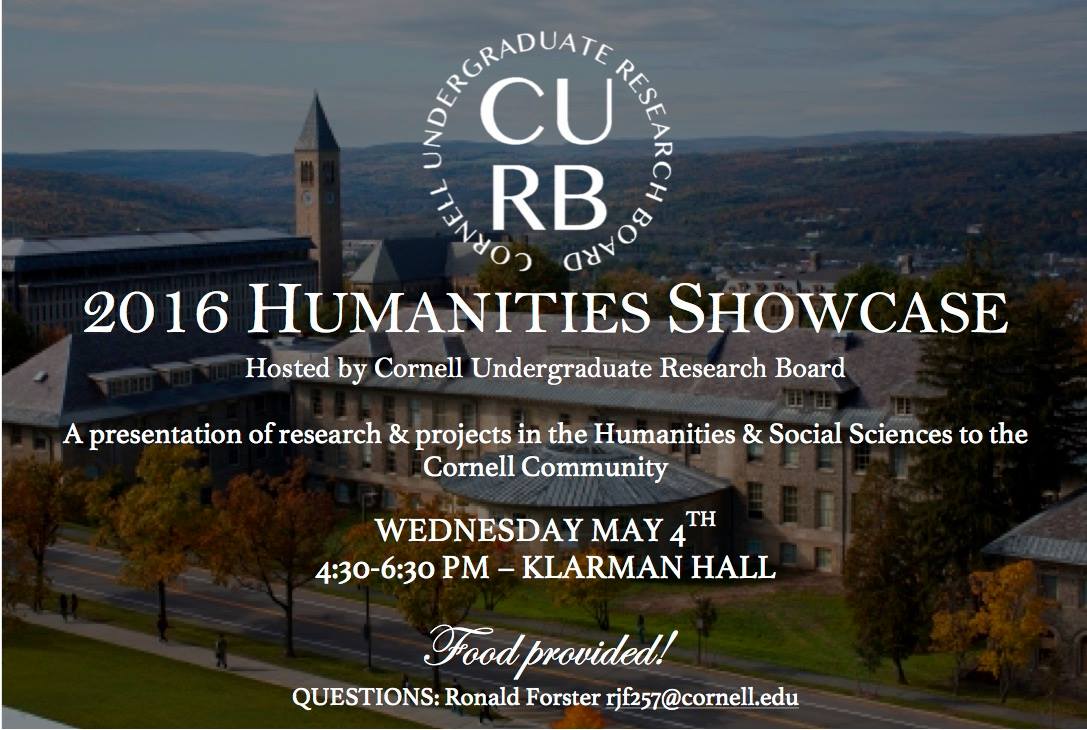 CORNELL UNDERGRADUATE RESEARCH BOARD
CU
RB
2016 HUMANITIES SHOWCASE
Hosted by Cornell Undergraduate Research Board
A presentation of research & projects in the Humanities & Social Sciences to the
Cornell Community
WEDNESDAY MAY 4TH
4:30-6:30 PM – KLARMAN HALL
Food provided!
QUESTIONS: Ronald Forster rjf257@cornell.edu